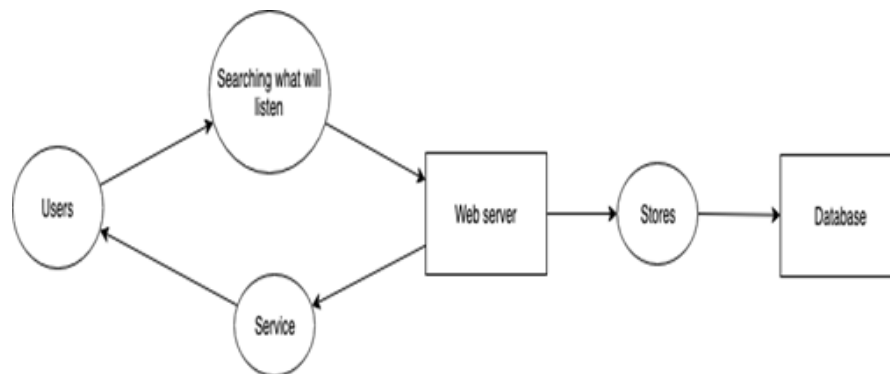 Searching what will
listen
Users
Web server
Stores
Database
Service